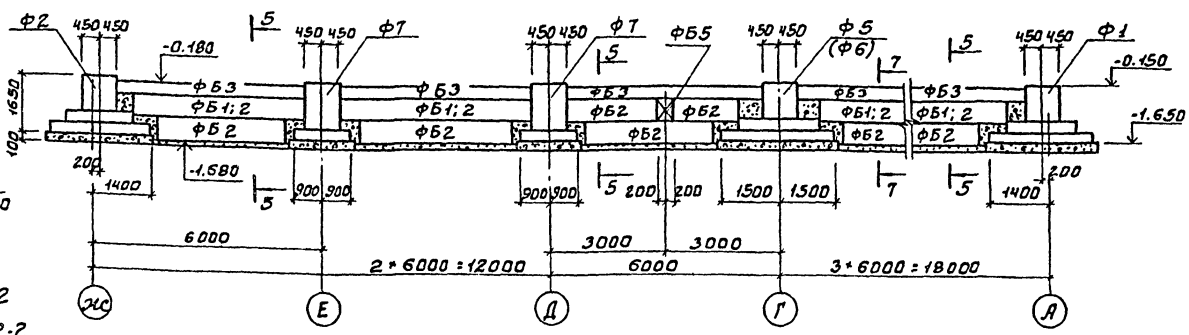 Ф2 450 450 5 450 450 Ф7 450 450 Ф7 ФБ5 450 450 Ф5 5 450 450 Ф1
5 (Ф6) 7
-0.180 -0.150
ФБ3 ФБ3 ФБ3 ФБ3 ФБ3
1650 ФБ1; 2 ФБ1; 2 ФБ2 ФБ2 ФБ1; 2 ФБ1; 2 -1.650
100 ФБ2 ФБ2 ФБ2 ФБ2 ФБ2
200 -1.680 200
1400 5 900 900 900 900 5 200 200 1500 1500 7 5 1400
6000 3000 3000
2*6000=12000 6000 3*6000=18000
Ж Е Д Г А